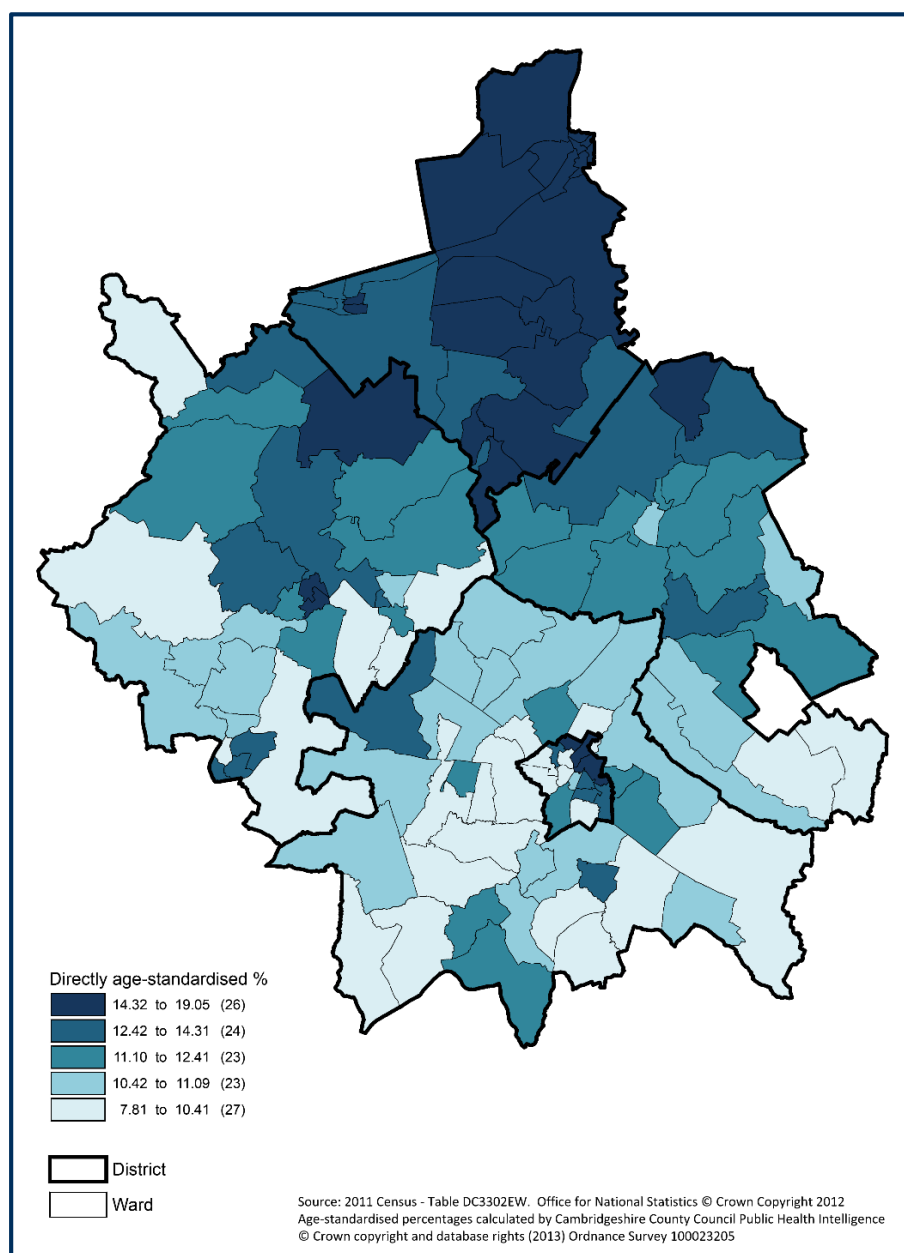 Directly age-standardised %
14.32 to 19.05 (26)
12.42 to 14.31 (24)
11.10 to 12.41 (23)
10.42 to 11.09 (23)
7.81 to 10.41 (27)
District
Ward
Source: 2011 Census - Table DC3302EW. Office for National Statistics © Crown Copyright 2012
Age-standardised percentages calculated by Cambridgeshire County Council Public Health Intelligence
© Crown copyright and database rights (2013) Ordnance Survey 100023205